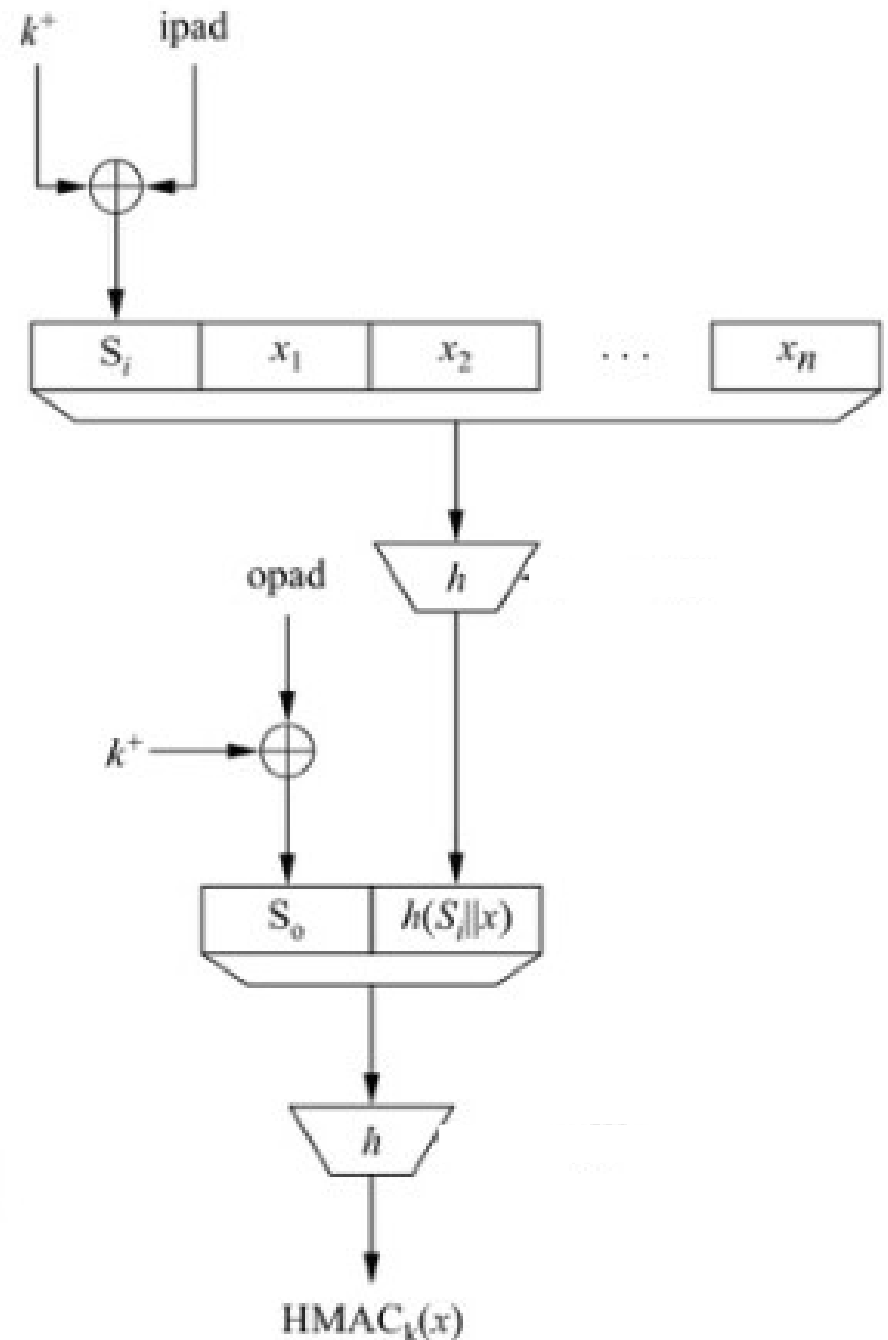 k⁺ ipad
Sᵢ x₁ x₂ ... xₙ
h
opad
k⁺
Sₒ h(Sᵢ||x)
h
HMACₖ(x)